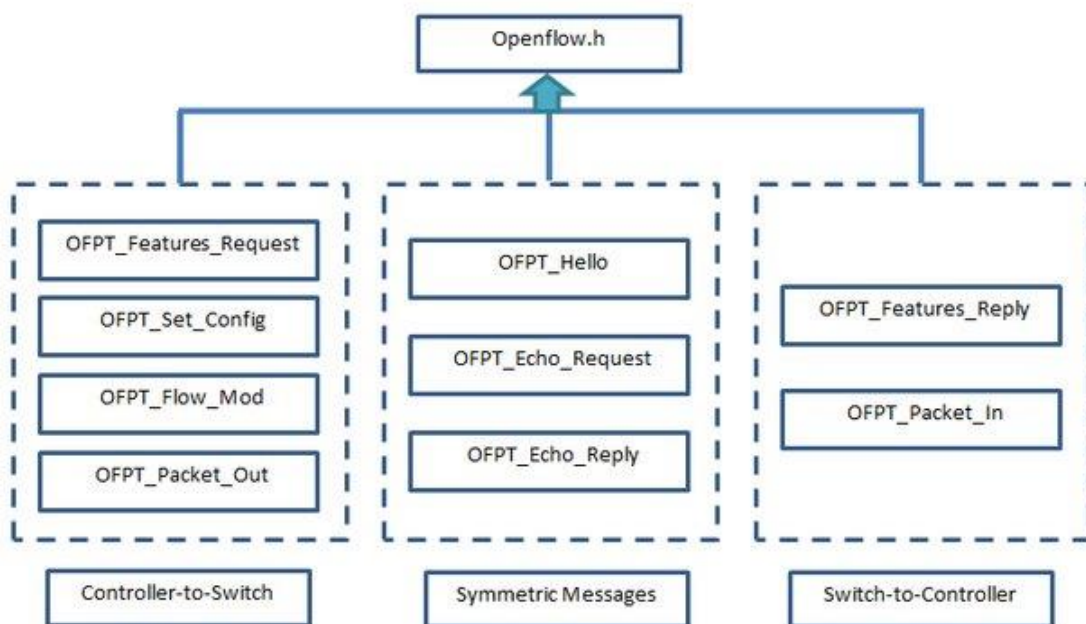 Openflow.h
OFPT_Features_Request
OFPT_Set_Config
OFPT_Flow_Mod
OFPT_Packet_Out
Controller-to-Switch
OFPT_Hello
OFPT_Echo_Request
OFPT_Echo_Reply
Symmetric Messages
OFPT_Features_Reply
OFPT_Packet_In
Switch-to-Controller